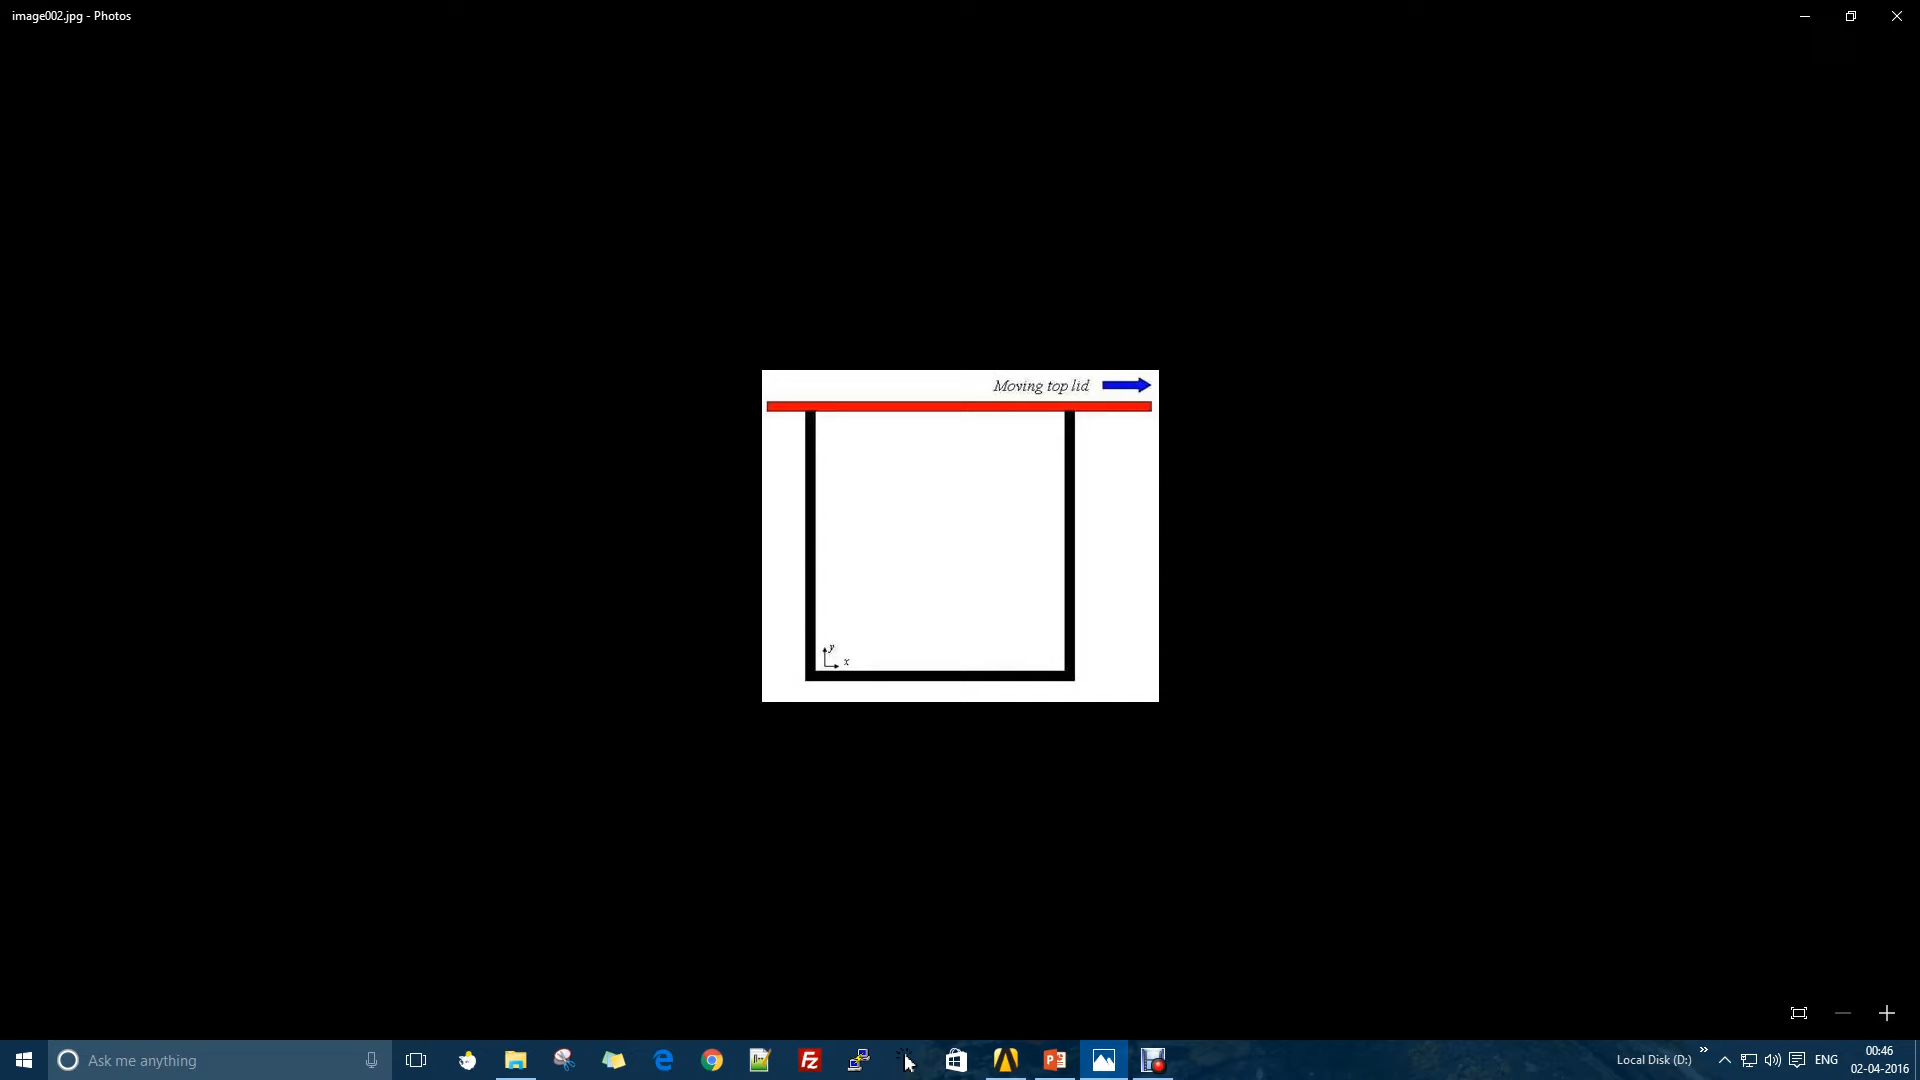 image002.jpg - Photos
Moving top lid
y
x
Ask me anything
Local Disk (D:)
»
ENG
00:46
02-04-2016